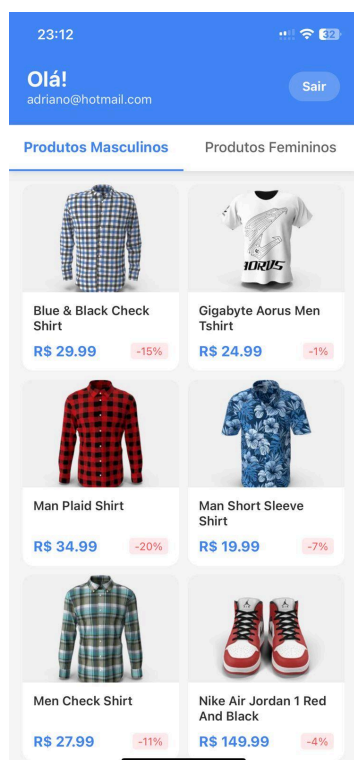 23:12
32
Olá!
adriano@hotmail.com
Sair
Produtos Masculinos
Produtos Femininos
Blue & Black Check
Shirt
R$ 29.99
-15%
AORUS
Gigabyte Aorus Men
Tshirt
R$ 24.99
-1%
Man Plaid Shirt
R$ 34.99
-20%
Man Short Sleeve
Shirt
R$ 19.99
-7%
Men Check Shirt
R$ 27.99
-11%
Nike Air Jordan 1 Red
And Black
R$ 149.99
-4%